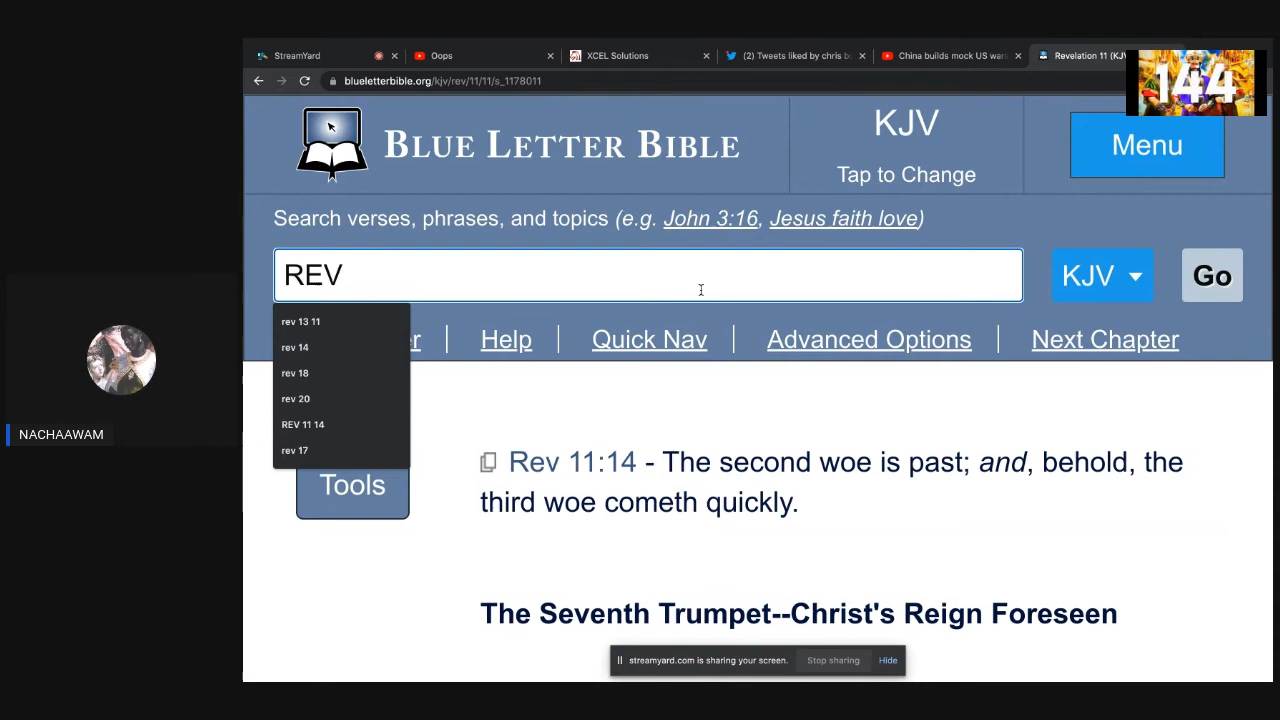 StreamYard
Oops
XCEL Solutions
(2) Tweets liked by chris b
China builds mock US wars
Revelation 11 (KJV
144
blueletterbible.org/kjv/rev/11/11/s_1178011
BLUE LETTER BIBLE
KJV
Tap to Change
Menu
Search verses, phrases, and topics (e.g. John 3:16, Jesus faith love)
REV
KJV
Go
rev 13 11
rev 14
rev 18
rev 20
REV 11 14
rev 17
Help
Quick Nav
Advanced Options
Next Chapter
NACHAAWAM
Tools
Rev 11:14 - The second woe is past; and, behold, the
third woe cometh quickly.
The Seventh Trumpet--Christ's Reign Foreseen
streamyard.com is sharing your screen.
Stop sharing
Hide